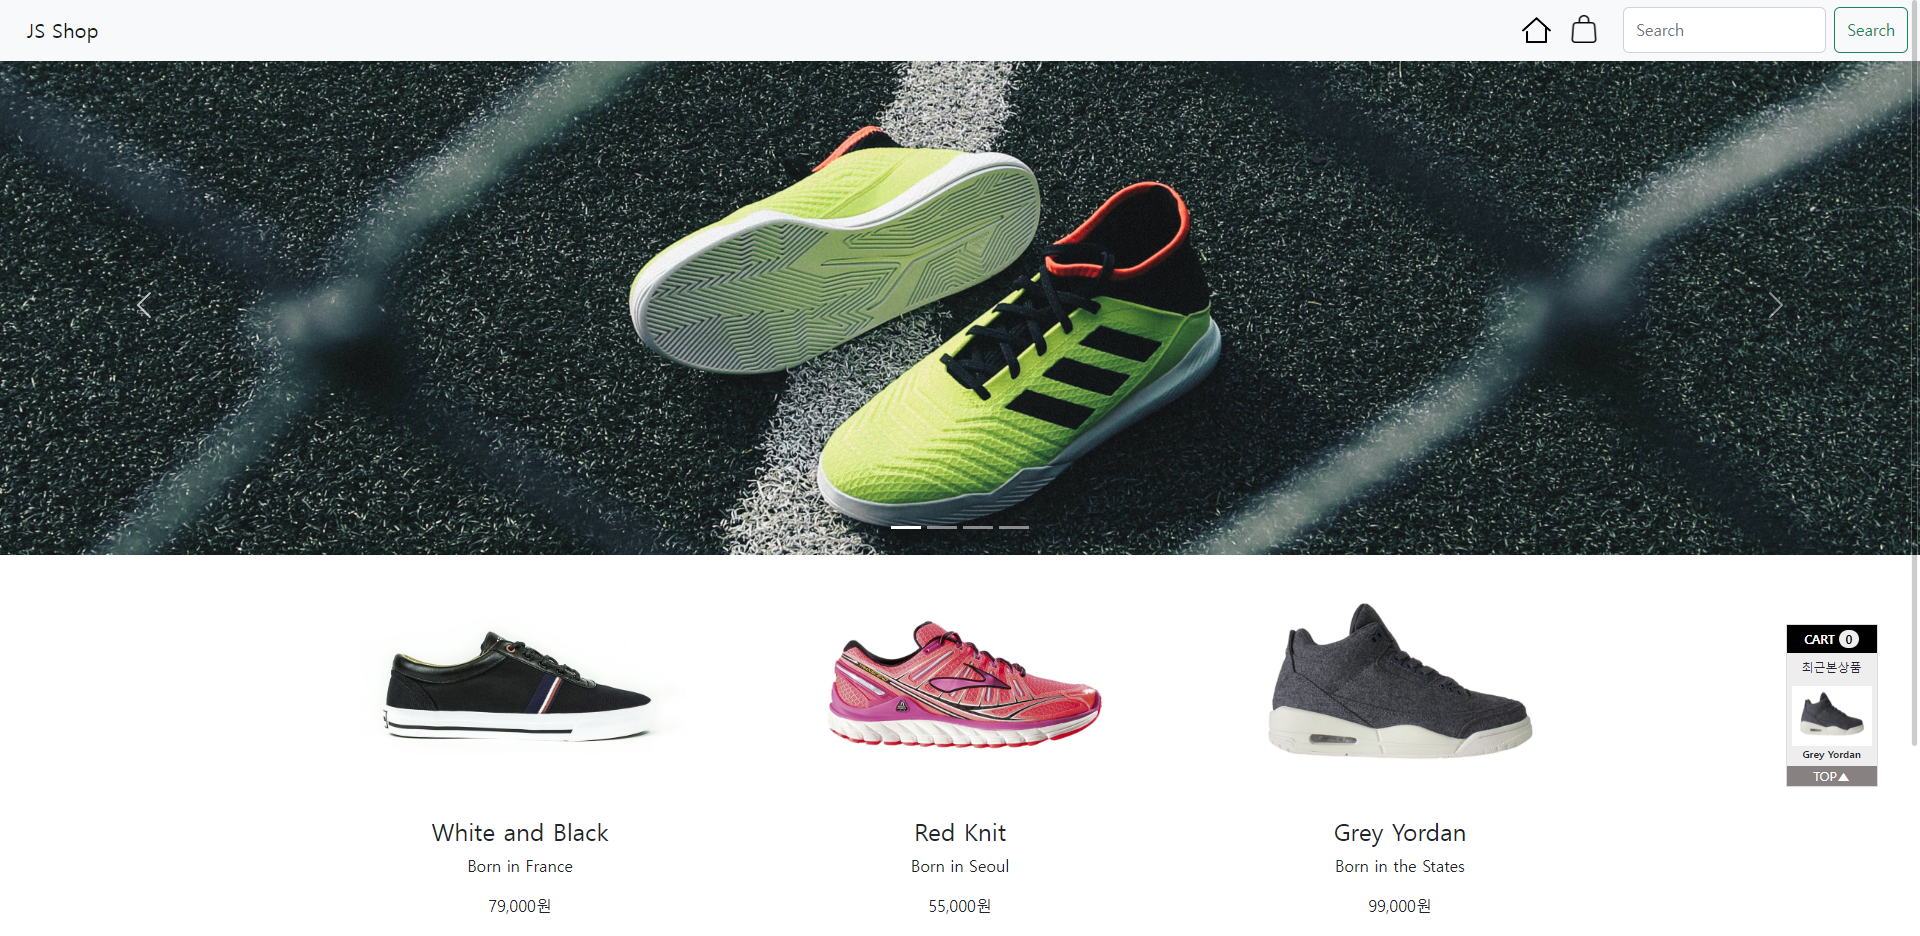 JS Shop
Search
Search
CART 0
최근본상품
Grey Yordan
TOP▲
White and Black
Born in France
79,000원
Red Knit
Born in Seoul
55,000원
Grey Yordan
Born in the States
99,000원